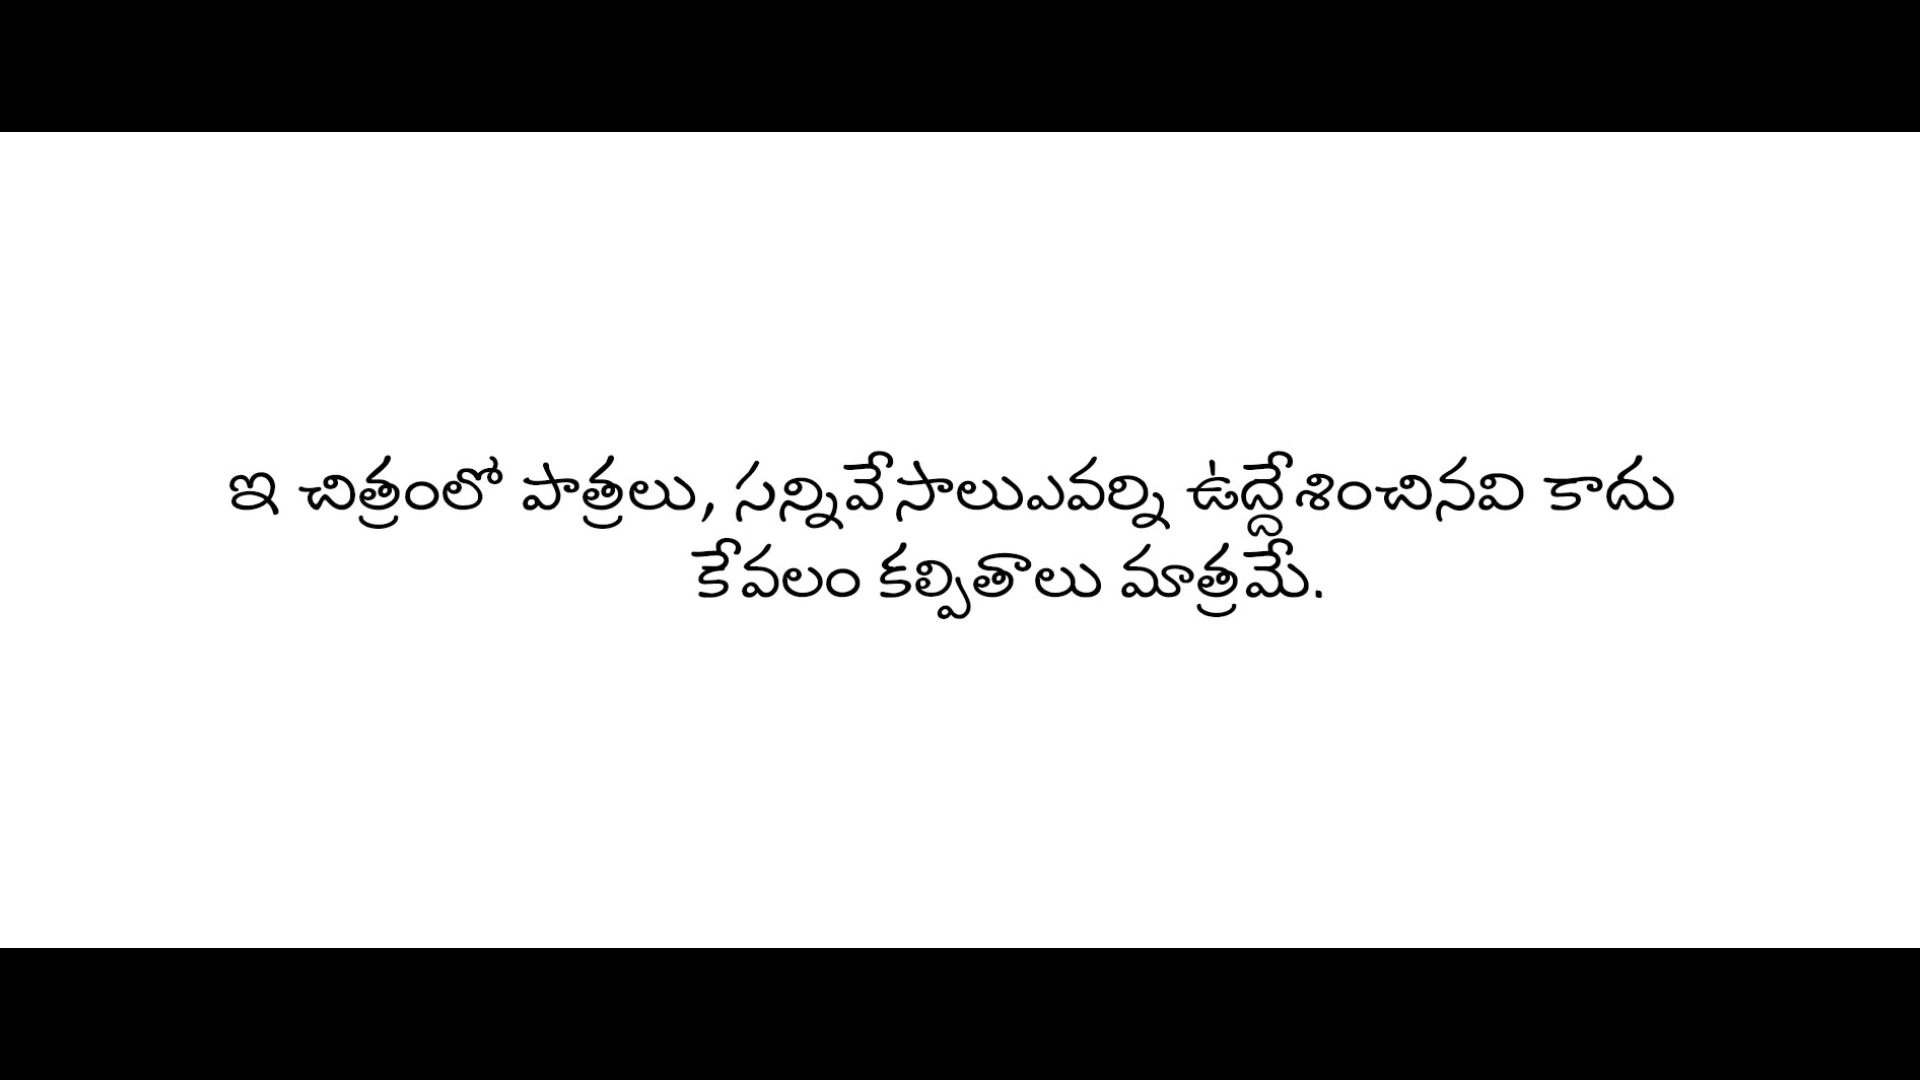 ఇ చిత్రంలో పాత్రలు, సన్నివేసాలుఎవర్ని ఉద్దేశించినవి కాదు
కేవలం కల్పితాలు మాత్రమే.